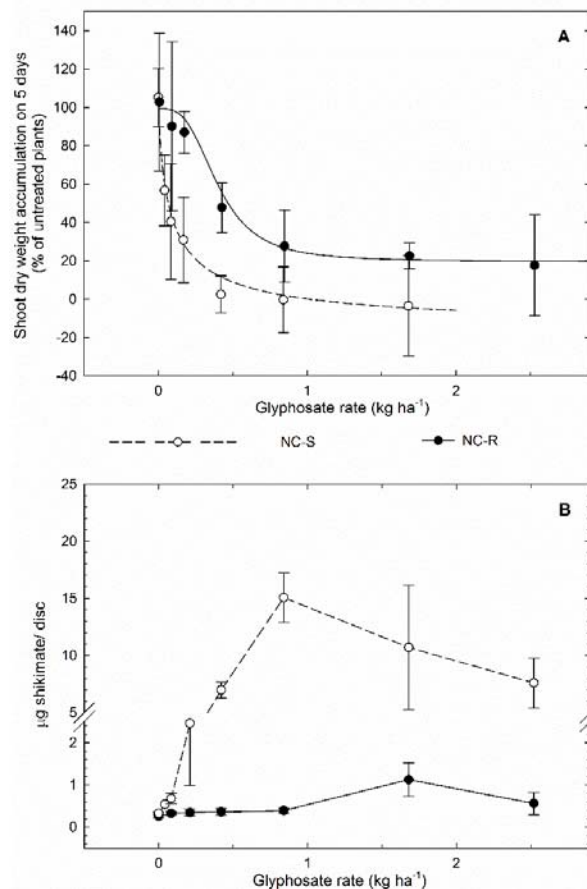 A
Shoot dry weight accumulation on 5 days
(% of untreated plants)
140
120
100
80
60
40
20
0
-20
-40
0
1
2
Glyphosate rate (kg ha⁻¹)
NC-S
NC-R
B
µg shikimate/ disc
25
20
15
10
5
2
1
0
0
1
2
Glyphosate rate (kg ha⁻¹)